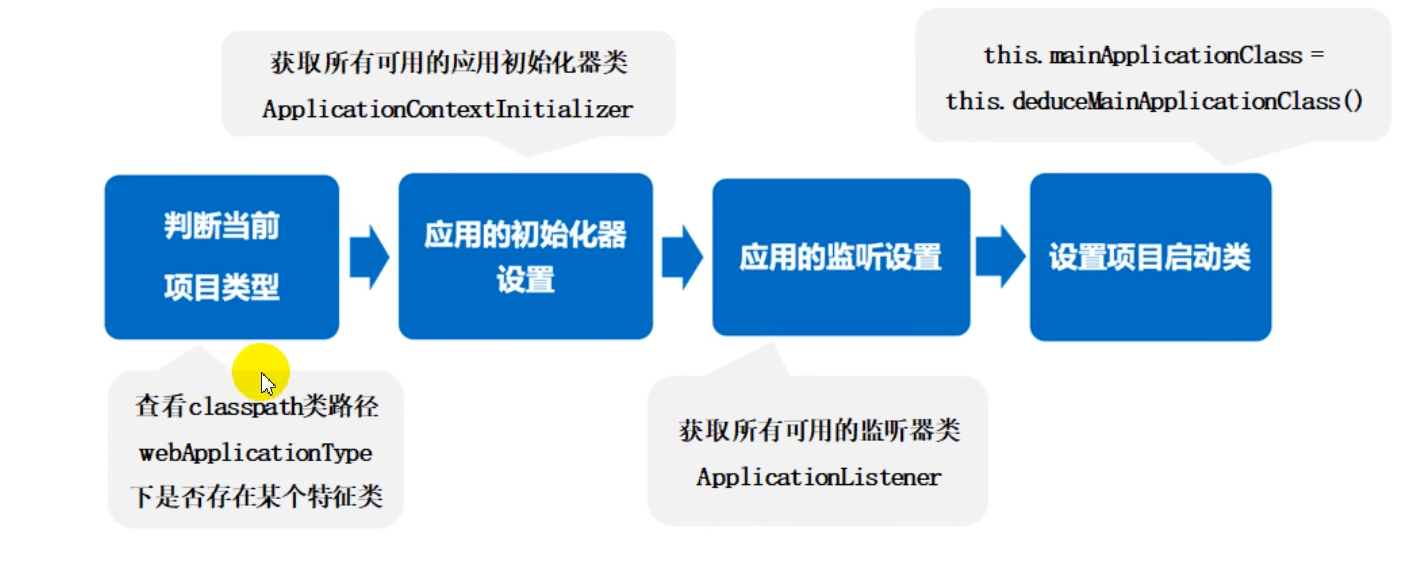 获取所有可用的应用初始化器类
ApplicationContextInitializer
this.mainApplicationClass =
this.deduceMainApplicationClass()
判断当前
项目类型
应用的初始化器
设置
应用的监听设置
设置项目启动类
查看classpath类路径
webApplicationType
下是否存在某个特征类
获取所有可用的监听器类
ApplicationListener